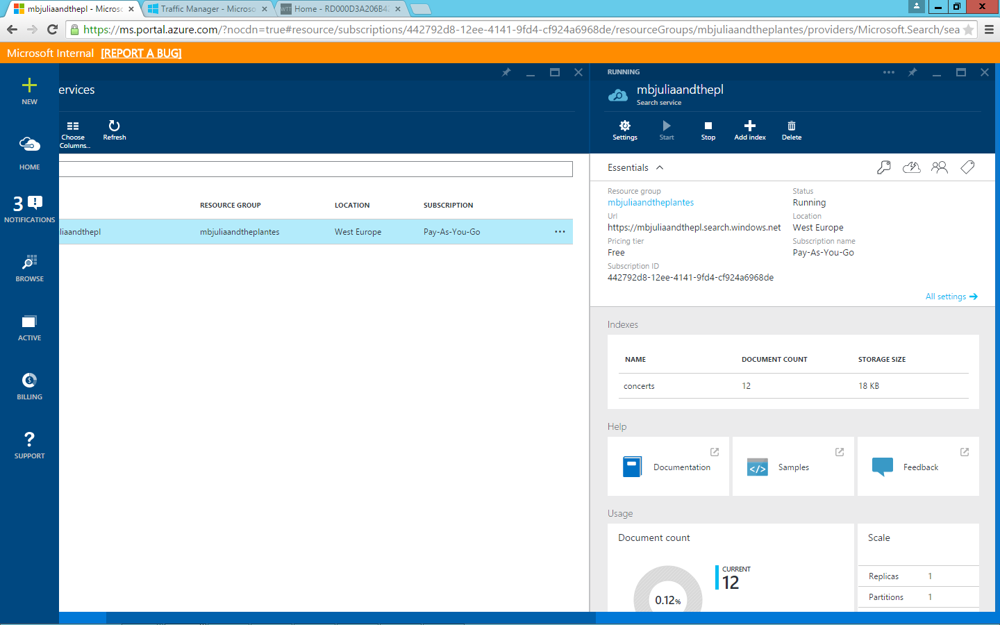 mbjuliaandthepl - Microso
Traffic Manager - Microso
WTT Home - RD000D3A206B42
https://ms.portal.azure.com/?nocdn=true#resource/subscriptions/442792d8-12ee-4141-9fd4-cf924a6968de/resourceGroups/mbjuliaandtheplantes/providers/Microsoft.Search/sea
Microsoft Internal [REPORT A BUG]
NEW
HOME
3
NOTIFICATIONS
BROWSE
ACTIVE
BILLING
SUPPORT
ervices
Choose
Columns...
Refresh
RESOURCE GROUP LOCATION SUBSCRIPTION
liaandthepl mbjuliaandtheplantes West Europe Pay-As-You-Go
RUNNING
mbjuliaandthepl
Search service
Settings Start Stop Add index Delete
Essentials
Resource group
mbjuliaandtheplantes
Status
Running
Url
https://mbjuliaandthepl.search.windows.net
Location
West Europe
Pricing tier
Free
Subscription name
Pay-As-You-Go
Subscription ID
442792d8-12ee-4141-9fd4-cf924a6968de
All settings
Indexes
NAME DOCUMENT COUNT STORAGE SIZE
concerts 12 18 KB
Help
Documentation
Samples
Feedback
Usage
Document count
CURRENT
12
0.12%
Scale
Replicas 1
Partitions 1